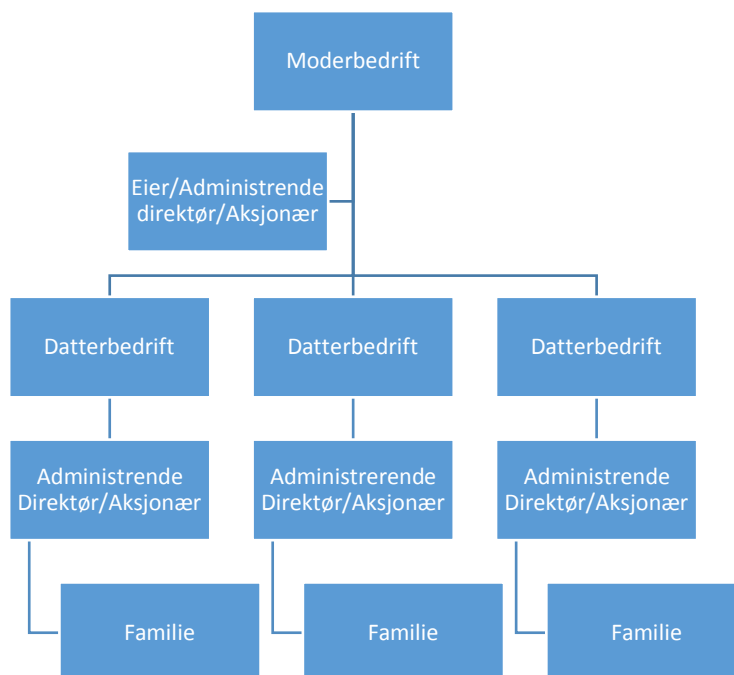 Moderbedrift
Eier/Administrende
direktør/Aksjonær
Datterbedrift
Datterbedrift
Datterbedrift
Administrende
Direktør/Aksjonær
Administrerende
Direktør/Aksjonær
Administrende
Direktør/Aksjonær
Familie
Familie
Familie